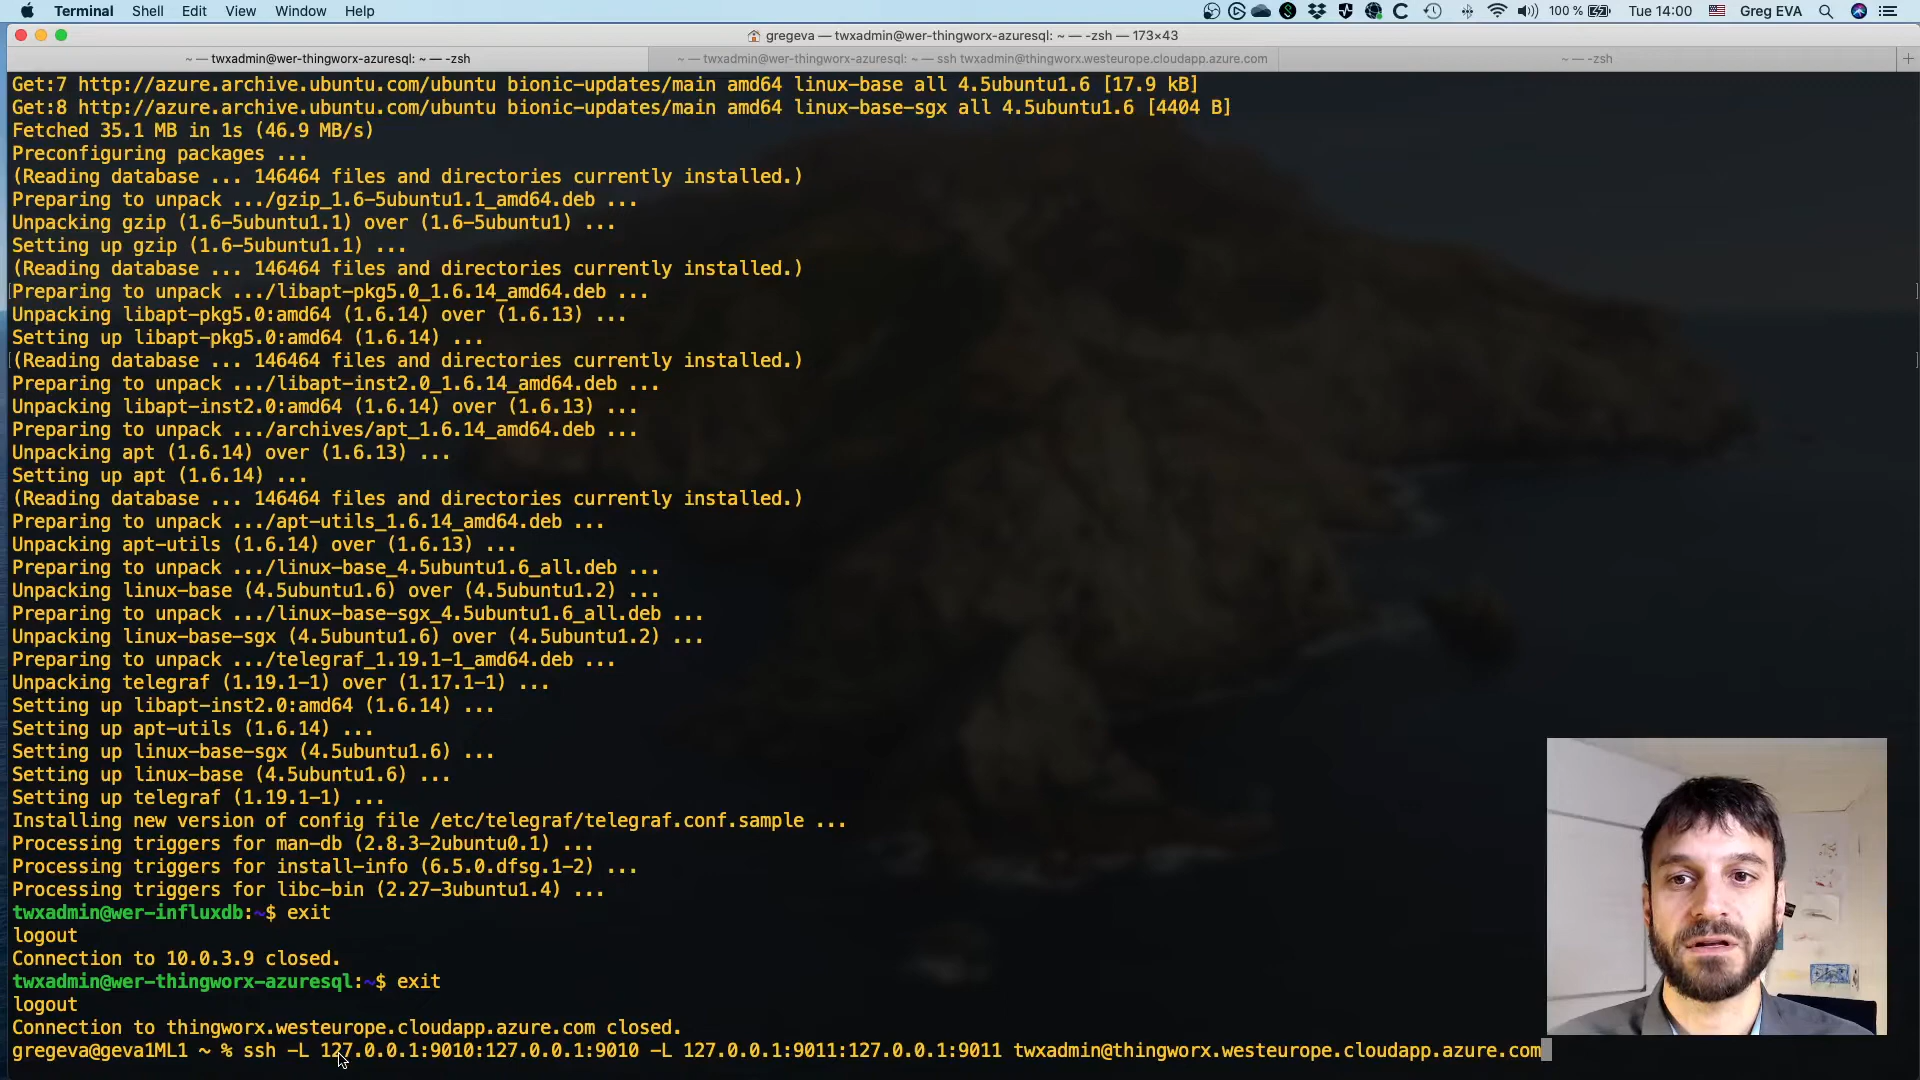 Terminal Shell Edit View Window Help 100 % Tue 14:00 Greg EVA
gregeva — twxadmin@wer-thingworx-azuresql: ~ — -zsh — 173×43
~ — twxadmin@wer-thingworx-azuresql: ~ — -zsh ~ — twxadmin@wer-thingworx-azuresql: ~ — ssh twxadmin@thingworx.westeurope.cloudapp.azure.com ~ — -zsh
Get:7 http://azure.archive.ubuntu.com/ubuntu bionic-updates/main amd64 linux-base all 4.5ubuntu1.6 [17.9 kB]
Get:8 http://azure.archive.ubuntu.com/ubuntu bionic-updates/main amd64 linux-base-sgx all 4.5ubuntu1.6 [4404 B]
Fetched 35.1 MB in 1s (46.9 MB/s)
Preconfiguring packages ...
(Reading database ... 146464 files and directories currently installed.)
Preparing to unpack .../gzip_1.6-5ubuntu1.1_amd64.deb ...
Unpacking gzip (1.6-5ubuntu1.1) over (1.6-5ubuntu1) ...
Setting up gzip (1.6-5ubuntu1.1) ...
(Reading database ... 146464 files and directories currently installed.)
Preparing to unpack .../libapt-pkg5.0_1.6.14_amd64.deb ...
Unpacking libapt-pkg5.0:amd64 (1.6.14) over (1.6.13) ...
Setting up libapt-pkg5.0:amd64 (1.6.14) ...
(Reading database ... 146464 files and directories currently installed.)
Preparing to unpack .../libapt-inst2.0_1.6.14_amd64.deb ...
Unpacking libapt-inst2.0:amd64 (1.6.14) over (1.6.13) ...
Preparing to unpack .../archives/apt_1.6.14_amd64.deb ...
Unpacking apt (1.6.14) over (1.6.13) ...
Setting up apt (1.6.14) ...
(Reading database ... 146464 files and directories currently installed.)
Preparing to unpack .../apt-utils_1.6.14_amd64.deb ...
Unpacking apt-utils (1.6.14) over (1.6.13) ...
Preparing to unpack .../linux-base_4.5ubuntu1.6_all.deb ...
Unpacking linux-base (4.5ubuntu1.6) over (4.5ubuntu1.2) ...
Preparing to unpack .../linux-base-sgx_4.5ubuntu1.6_all.deb ...
Unpacking linux-base-sgx (4.5ubuntu1.6) over (4.5ubuntu1.2) ...
Preparing to unpack .../telegraf_1.19.1-1_amd64.deb ...
Unpacking telegraf (1.19.1-1) over (1.17.1-1) ...
Setting up libapt-inst2.0:amd64 (1.6.14) ...
Setting up apt-utils (1.6.14) ...
Setting up linux-base-sgx (4.5ubuntu1.6) ...
Setting up linux-base (4.5ubuntu1.6) ...
Setting up telegraf (1.19.1-1) ...
Installing new version of config file /etc/telegraf/telegraf.conf.sample ...
Processing triggers for man-db (2.8.3-2ubuntu0.1) ...
Processing triggers for install-info (6.5.0.dfsg.1-2) ...
Processing triggers for libc-bin (2.27-3ubuntu1.4) ...
twxadmin@wer-influxdb:~$ exit
logout
Connection to 10.0.3.9 closed.
twxadmin@wer-thingworx-azuresql:~$ exit
logout
Connection to thingworx.westeurope.cloudapp.azure.com closed.
gregeva@geva1ML1 ~ % ssh -L 127.0.0.1:9010:127.0.0.1:9010 -L 127.0.0.1:9011:127.0.0.1:9011 twxadmin@thingworx.westeurope.cloudapp.azure.com